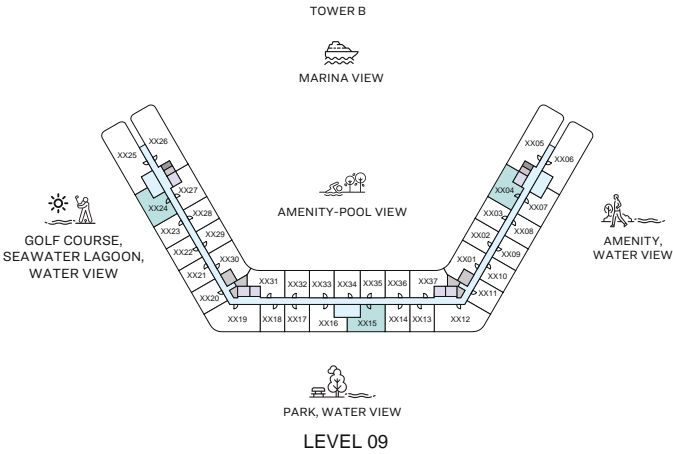 TOWER B
MARINA VIEW
XX25
XX26
XX05
XX06
XX27
XX24
XX04
XX07
XX28
XX23
XX03
XX08
XX29
XX22
XX02
XX09
XX30
XX21
XX01
XX10
XX20
XX11
AMENITY-POOL VIEW
GOLF COURSE,
SEAWATER LAGOON,
WATER VIEW
AMENITY,
WATER VIEW
XX31 XX32 XX33 XX34 XX35 XX36 XX37
XX19 XX18 XX17 XX16 XX15 XX14 XX13 XX12
PARK, WATER VIEW
LEVEL 09